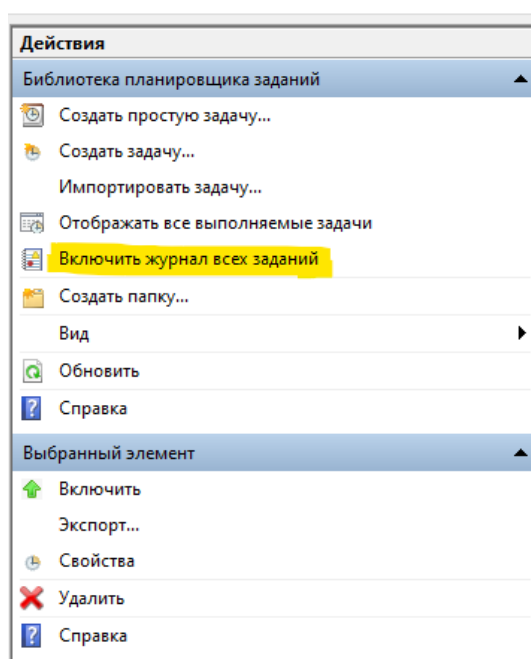 Действия
Библиотека планировщика заданий
Создать простую задачу...
Создать задачу...
Импортировать задачу...
Отображать все выполняемые задачи
Включить журнал всех заданий
Создать папку...
Вид
Обновить
Справка
Выбранный элемент
Включить
Экспорт...
Свойства
Удалить
Справка